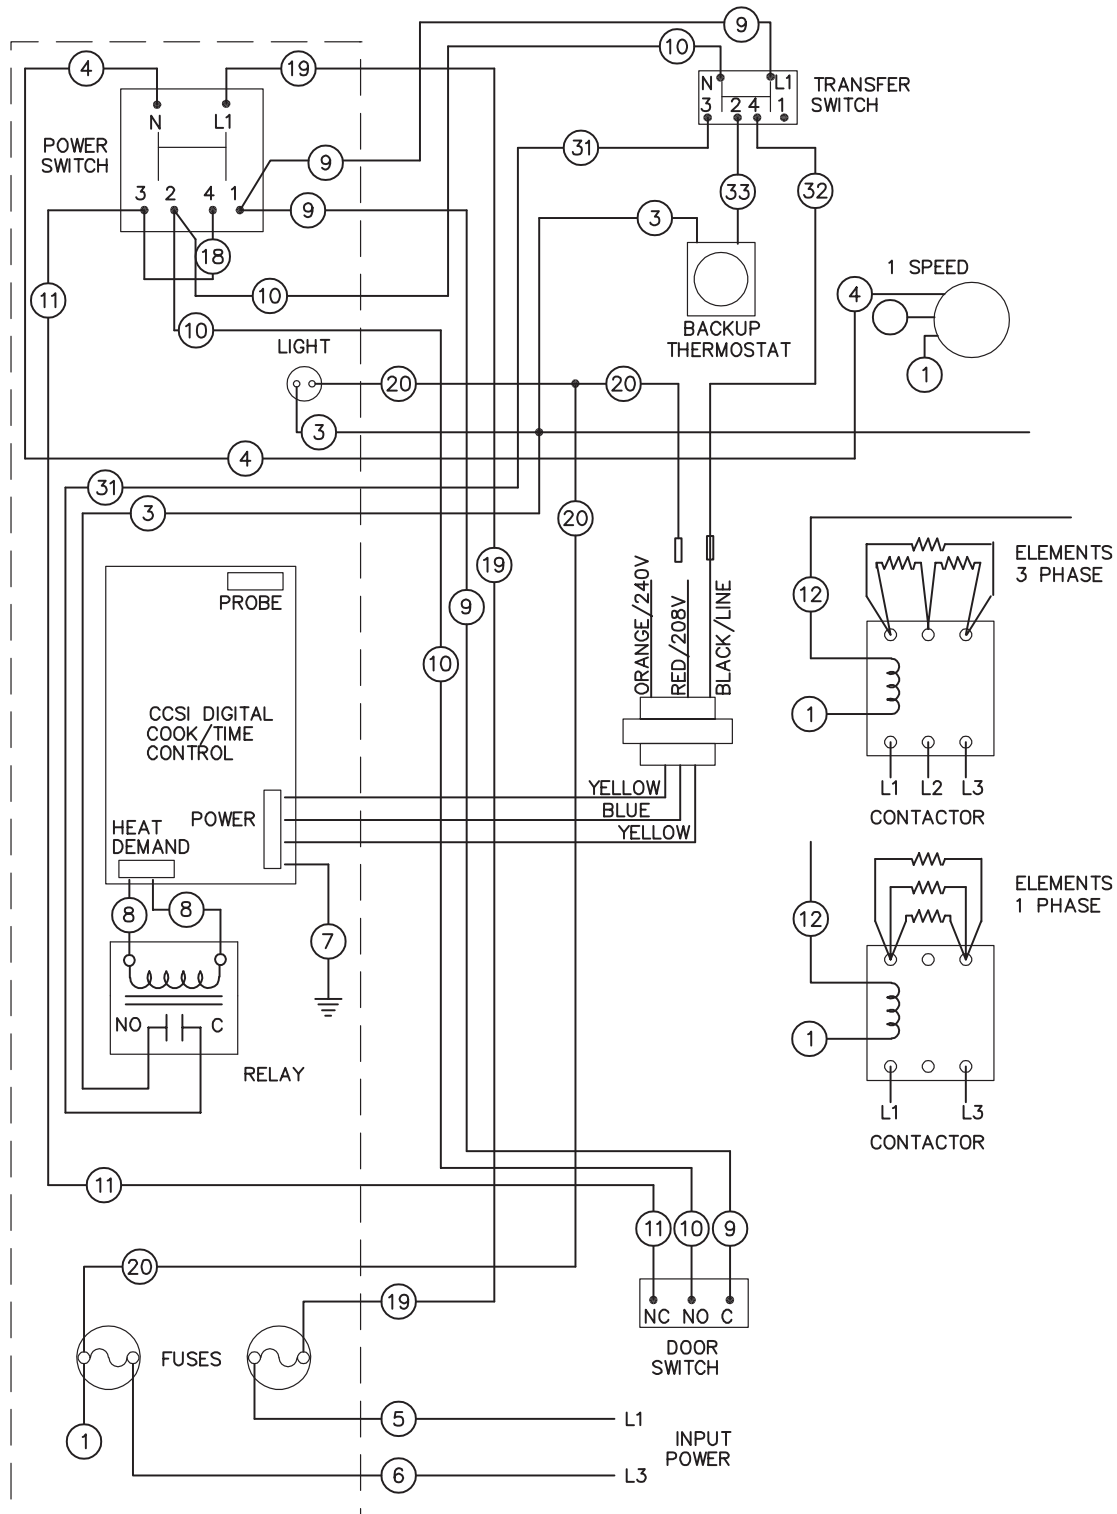 9
10
4
19
N
L1
TRANSFER
SWITCH
3
2
4
1
N
L1
POWER
SWITCH
31
9
3
2
4
1
33
32
9
3
18
1 SPEED
4
11
10
10
BACKUP
THERMOSTAT
LIGHT
1
20
20
3
4
31
3
20
19
ELEMENTS
3 PHASE
12
PROBE
9
ORANGE/240V
RED/208V
BLACK/LINE
10
1
CCSI DIGITAL
COOK/TIME
CONTROL
YELLOW
BLUE
YELLOW
L1
L2
L3
CONTACTOR
POWER
HEAT
DEMAND
ELEMENTS
1 PHASE
8
8
12
7
NO
C
1
RELAY
L1
L3
CONTACTOR
11
11
10
9
20
19
NC
NO
C
DOOR
SWITCH
FUSES
1
5
L1
INPUT
POWER
6
L3